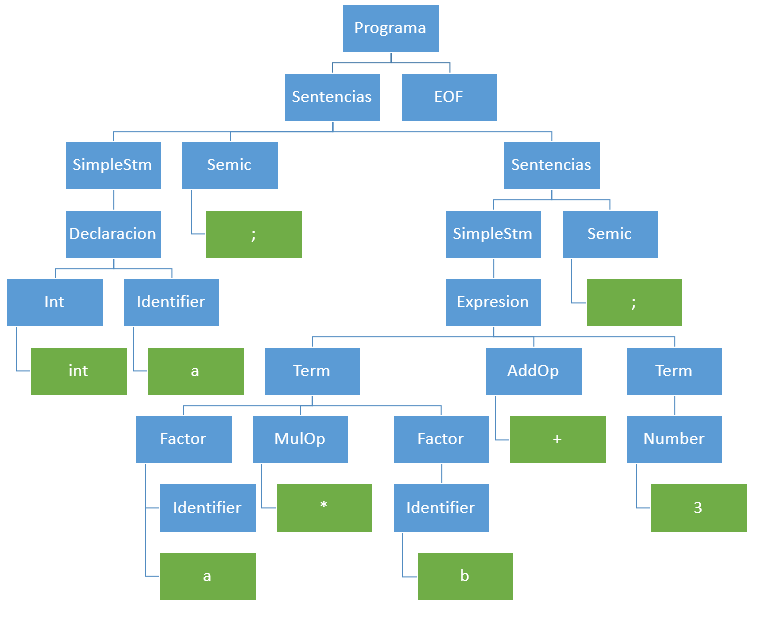 Programa
Sentencias
EOF
SimpleStm
Semic
Sentencias
Declaracion
;
SimpleStm
Semic
Int
Identifier
Expresion
;
int
a
Term
AddOp
Term
Factor
MulOp
Factor
+
Number
Identifier
*
Identifier
3
a
b